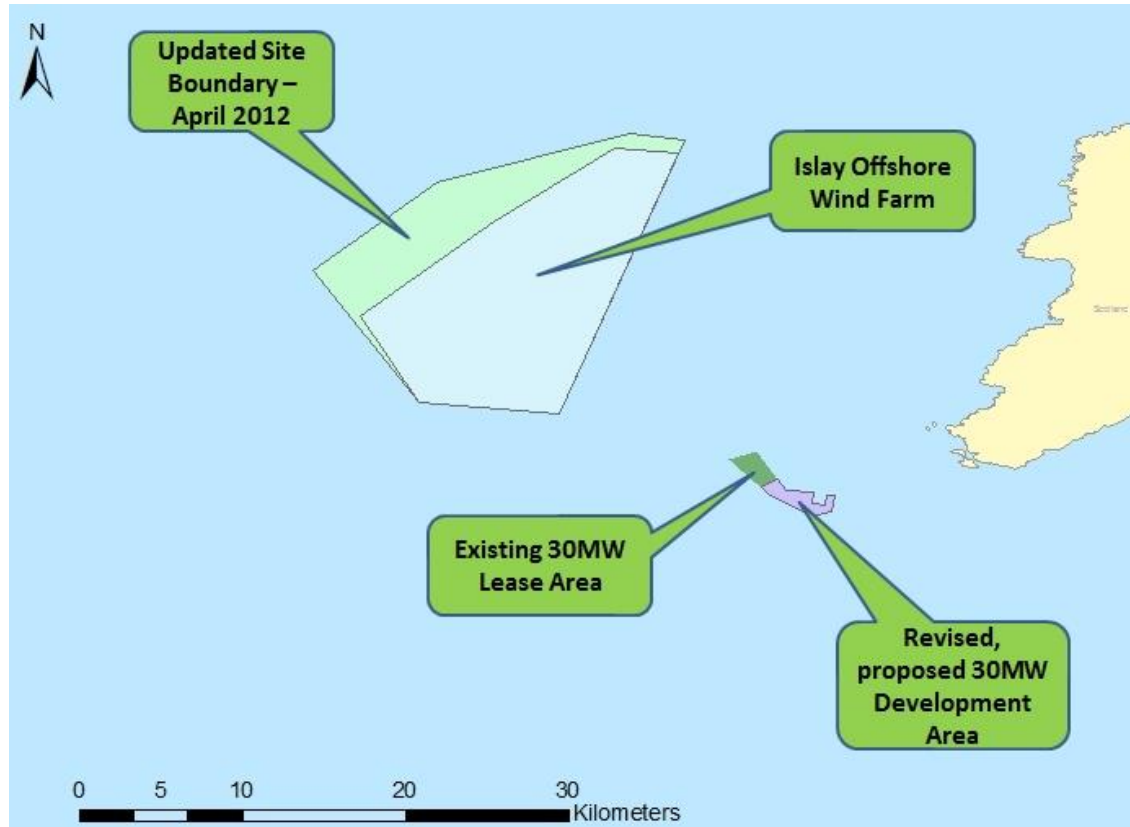 N
Updated Site
Boundary –
April 2012
Islay Offshore
Wind Farm
Scotland
Existing 30MW
Lease Area
Revised,
proposed 30MW
Development
Area
0 5 10 20 30
Kilometers